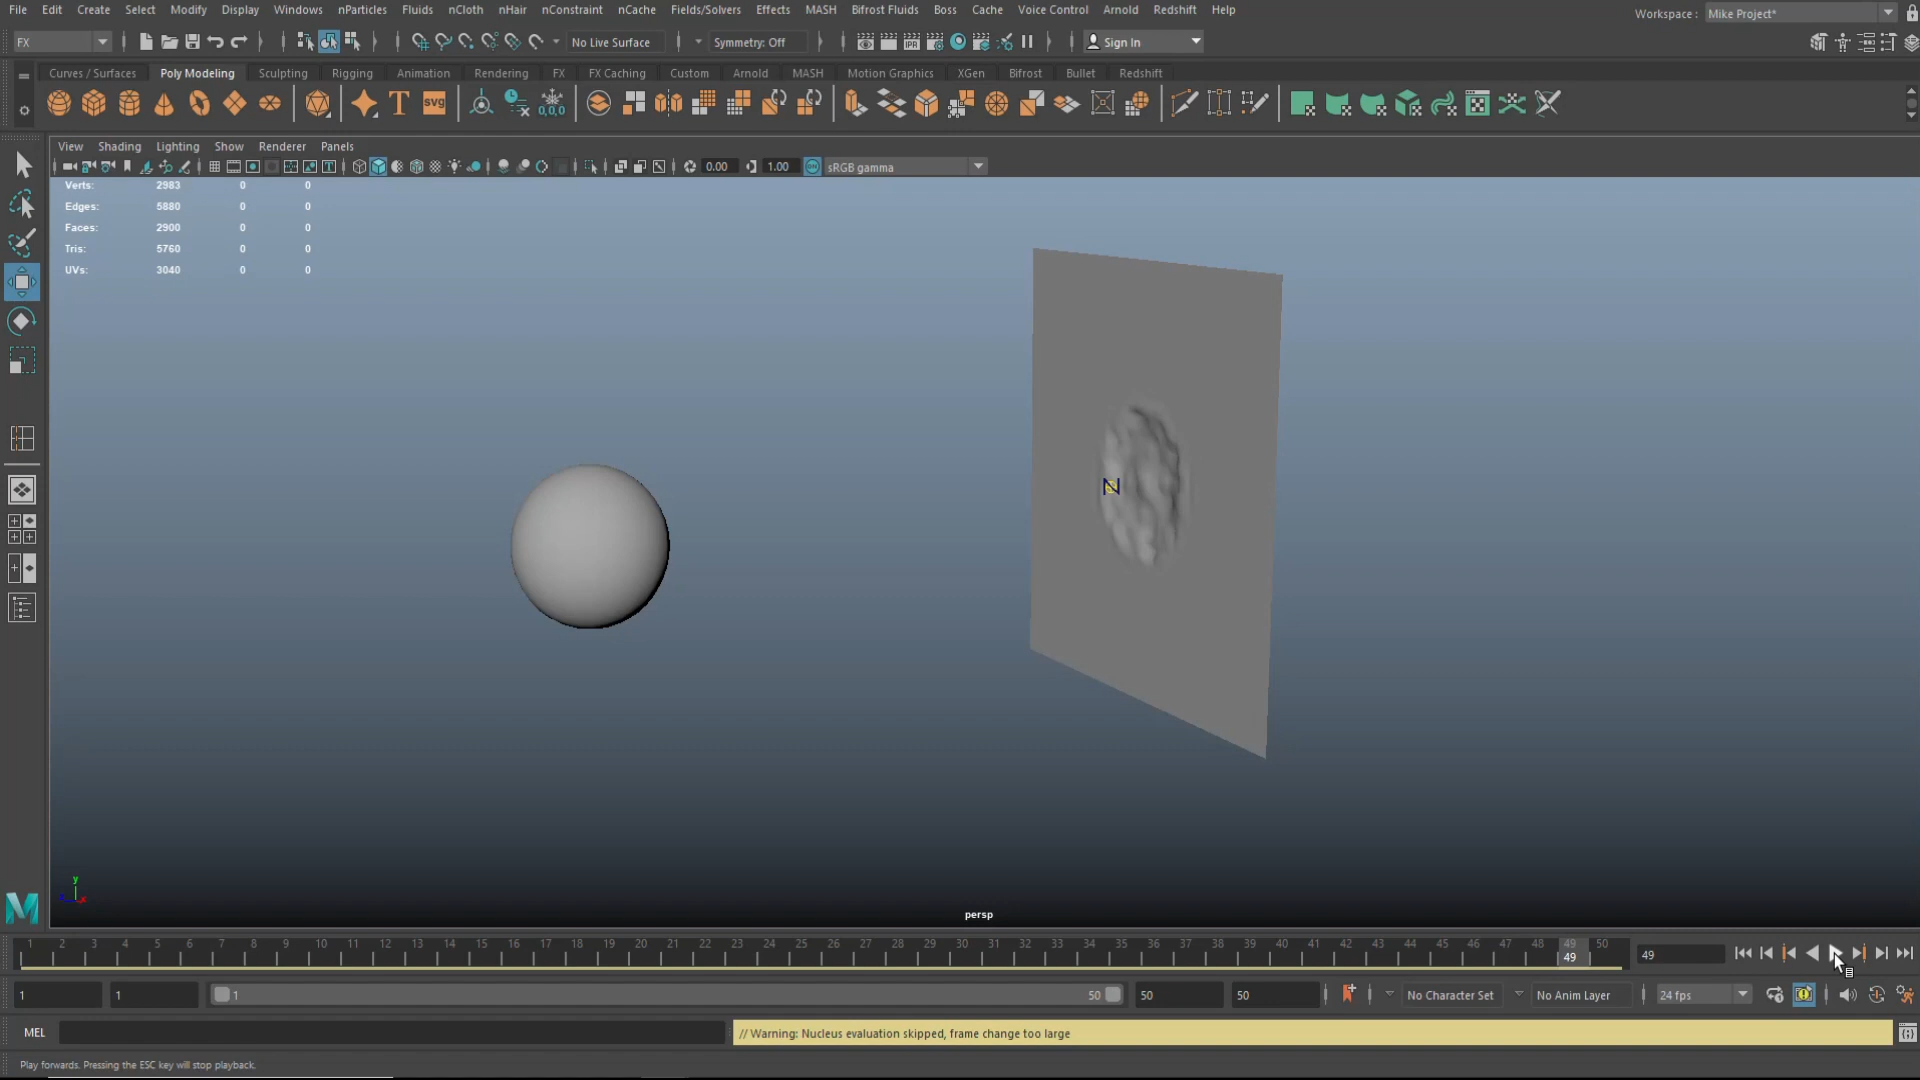 File Edit Create Select Modify Display Windows nParticles Fluids nCloth nHair nConstraint nCache Fields/Solvers Effects MASH Bifrost Fluids Boss Cache Voice Control Arnold Redshift Help Workspace : Mike Project*
FX No Live Surface Symmetry: Off IPR Sign In
Curves / Surfaces Poly Modeling Sculpting Rigging Animation Rendering FX FX Caching Custom Arnold MASH Motion Graphics XGen Bifrost Bullet Redshift
T svg 0,0,0
View Shading Lighting Show Renderer Panels
0.00 1.00 sRGB gamma
Verts: 2983 0 0
Edges: 5880 0 0
Faces: 2900 0 0
Tris: 5760 0 0
UVs: 3040 0 0
N
y
x
persp
1 2 3 4 5 6 7 8 9 10 11 12 13 14 15 16 17 18 19 20 21 22 23 24 25 26 27 28 29 30 31 32 33 34 35 36 37 38 39 40 41 42 43 44 45 46 47 48 49 50
49 49
1 1 1 50 50 50 No Character Set No Anim Layer 24 fps
MEL // Warning: Nucleus evaluation skipped, frame change too large
Play forwards. Pressing the ESC key will stop playback.